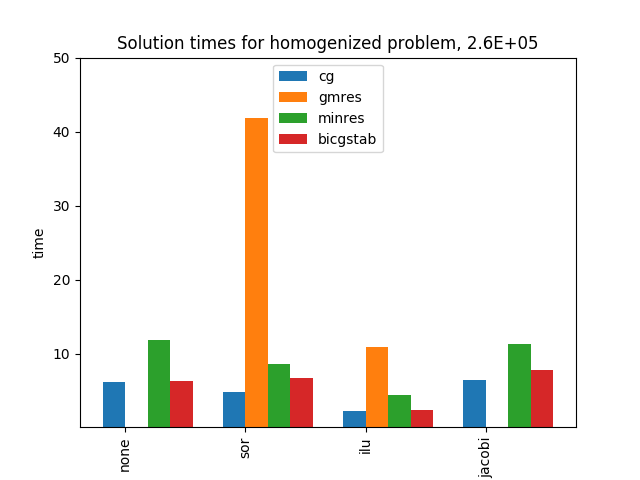 Solution times for homogenized problem, 2.6E+05
cg
gmres
minres
bicgstab
50
40
30
20
10
time
none
sor
ilu
jacobi